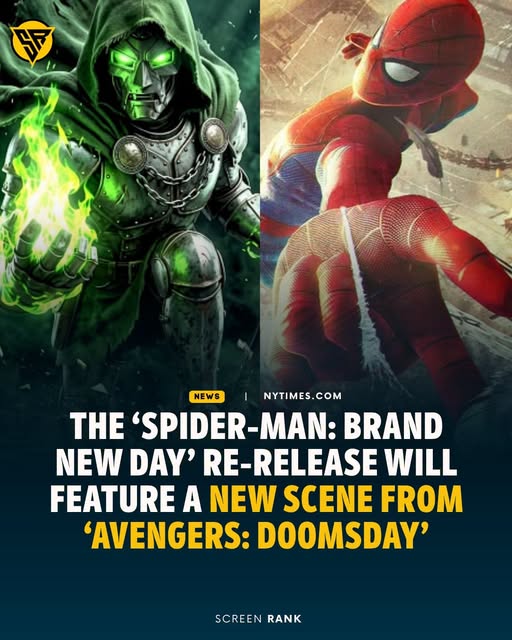 SR
NEWS | NYTIMES.COM
THE ‘SPIDER-MAN: BRAND
NEW DAY’ RE-RELEASE WILL
FEATURE A NEW SCENE FROM
‘AVENGERS: DOOMSDAY’
SCREEN RANK